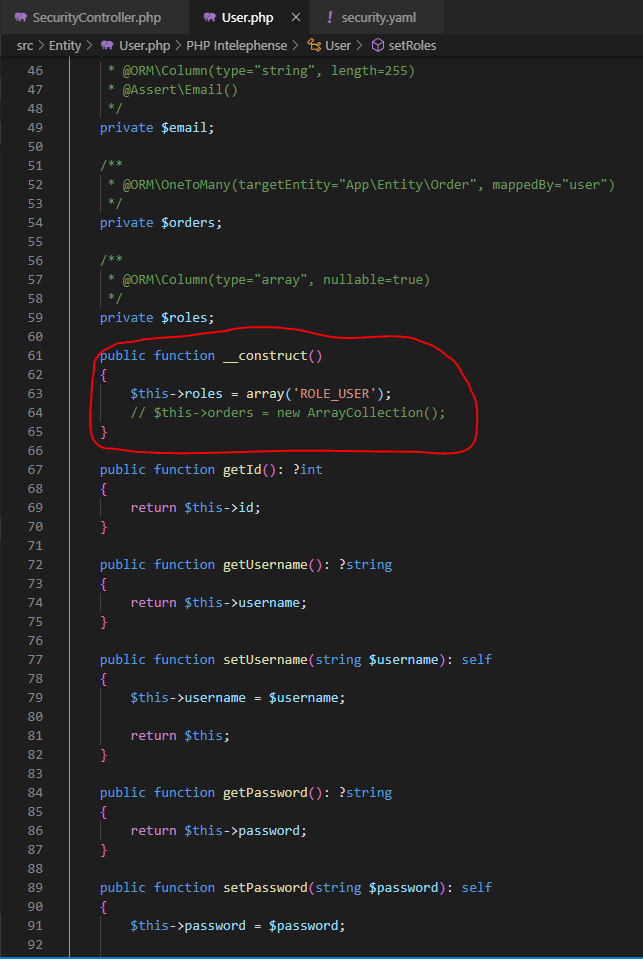 SecurityController.php User.php × ! security.yaml
src > Entity > User.php > PHP Intelephense > User > setRoles
46 * @ORM\Column(type="string", length=255)
47 * @Assert\Email()
48 */
49 private $email;
50
51 /**
52 * @ORM\OneToMany(targetEntity="App\Entity\Order", mappedBy="user")
53 */
54 private $orders;
55
56 /**
57 * @ORM\Column(type="array", nullable=true)
58 */
59 private $roles;
60
61 public function __construct()
62 {
63 $this->roles = array('ROLE_USER');
64 // $this->orders = new ArrayCollection();
65 }
66
67 public function getId(): ?int
68 {
69 return $this->id;
70 }
71
72 public function getUsername(): ?string
73 {
74 return $this->username;
75 }
76
77 public function setUsername(string $username): self
78 {
79 $this->username = $username;
80
81 return $this;
82 }
83
84 public function getPassword(): ?string
85 {
86 return $this->password;
87 }
88
89 public function setPassword(string $password): self
90 {
91 $this->password = $password;
92